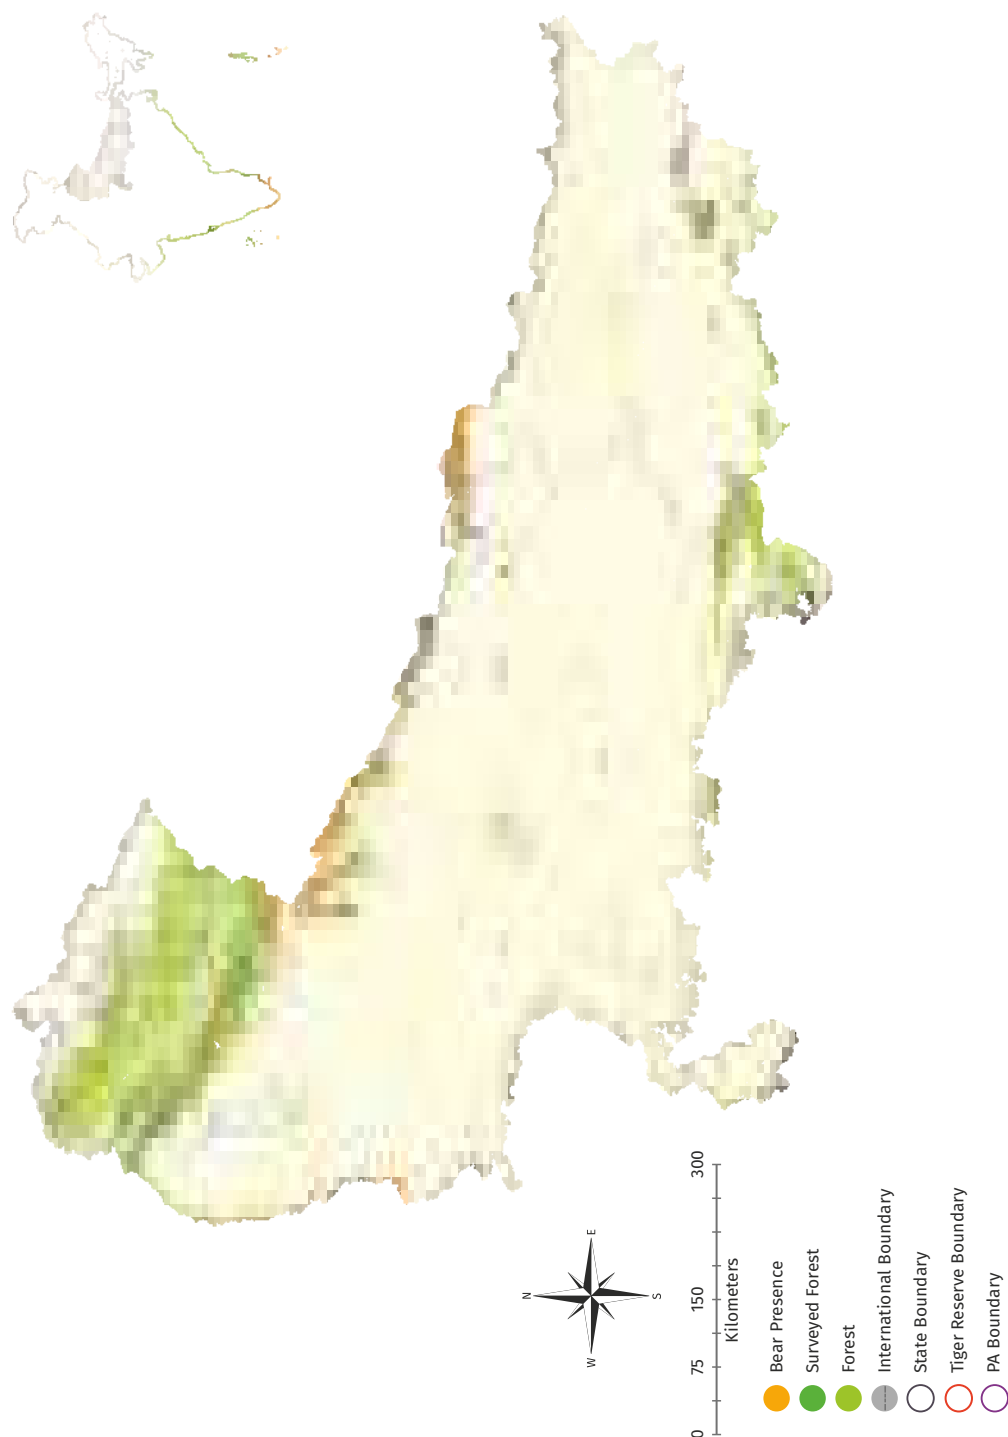 N
W
E
S
0 75 150 300
Kilometers
Bear Presence
Surveyed Forest
Forest
International Boundary
State Boundary
Tiger Reserve Boundary
PA Boundary